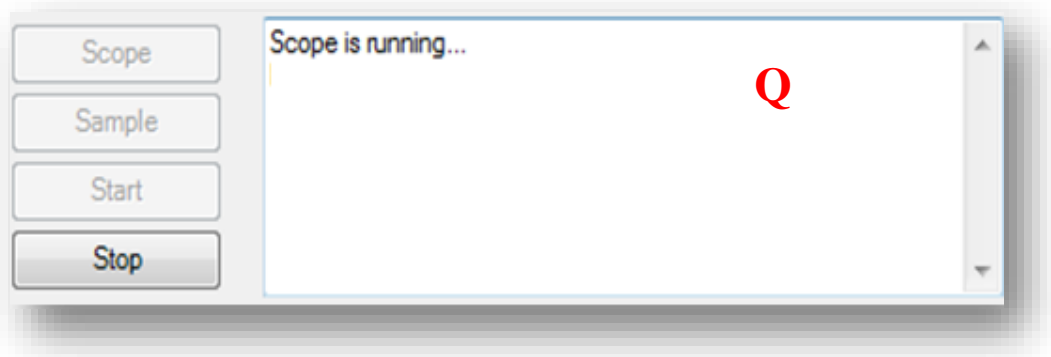 Scope
Sample
Start
Stop
Scope is running...
Q